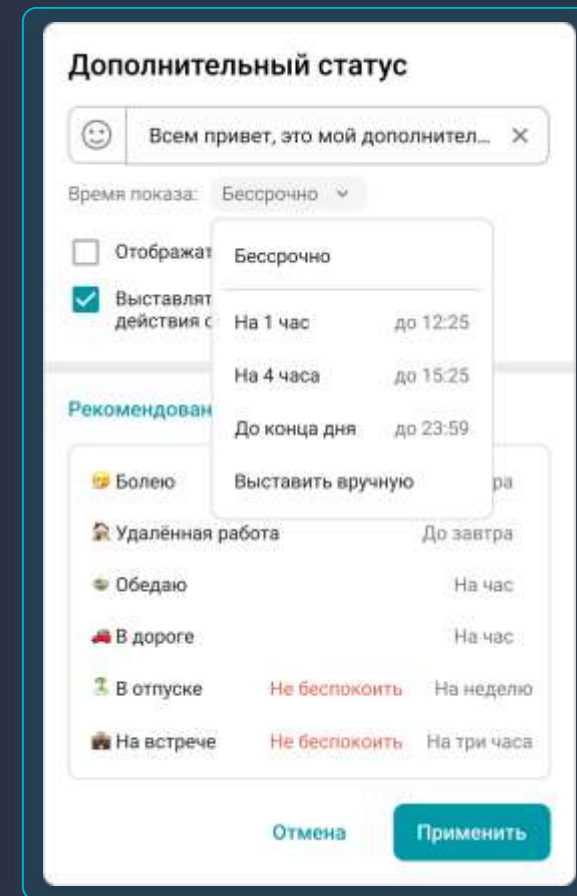 Дополнительный статус
Всем привет, это мой дополнител...
Время показа: Бессрочно
Отображат
Бессрочно
Выставлят
действия с
На 1 час до 12:25
На 4 часа до 15:25
Рекомендован
До конца дня до 23:59
Выставить вручную
Болею ра
Удалённая работа До завтра
Обедаю На час
В дороге На час
В отпуске Не беспокоить На неделю
На встрече Не беспокоить На три часа
Отмена Применить